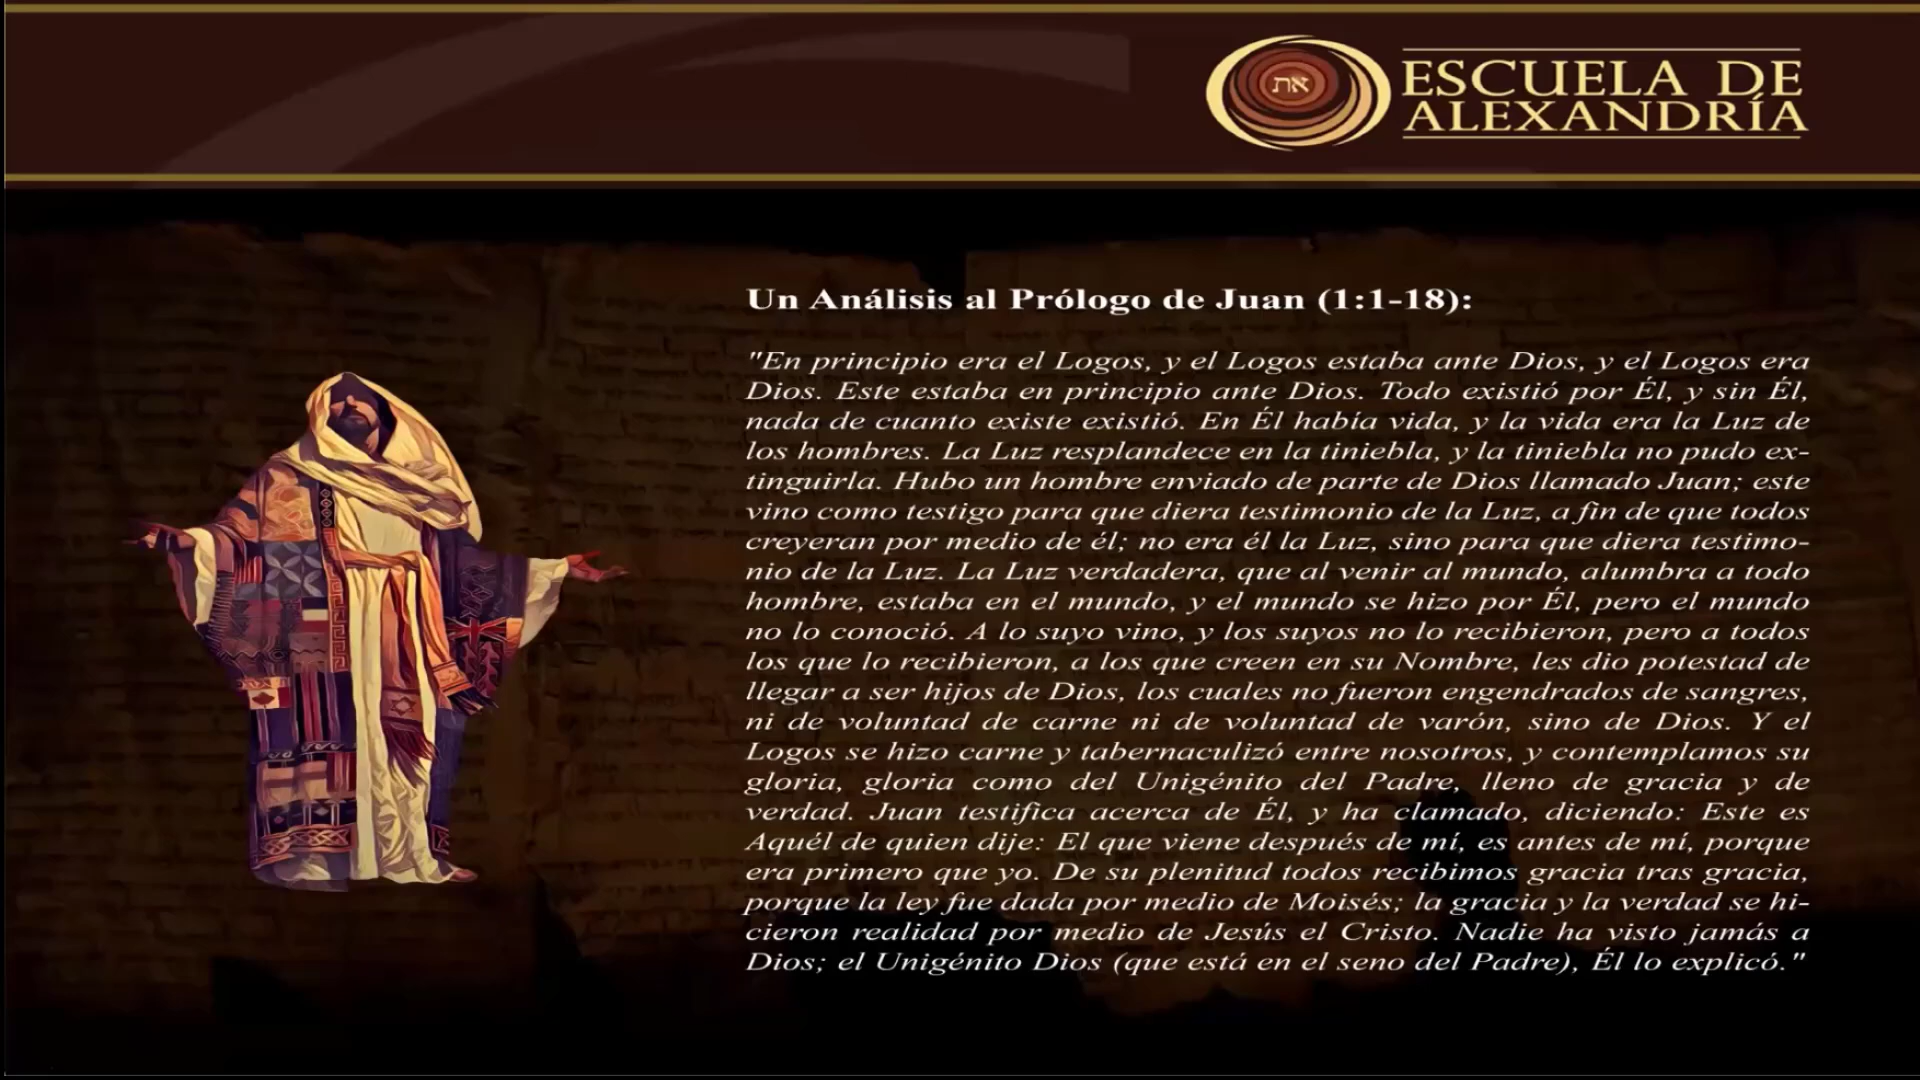 את
ESCUELA DE
ALEXANDRÍA
Un Análisis al Prólogo de Juan (1:1-18):
"En principio era el Logos, y el Logos estaba ante Dios, y el Logos era
Dios. Este estaba en principio ante Dios. Todo existió por Él, y sin Él,
nada de cuanto existe existió. En Él había vida, y la vida era la Luz de
los hombres. La Luz resplandece en la tiniebla, y la tiniebla no pudo ex-
tinguirla. Hubo un hombre enviado de parte de Dios llamado Juan; este
vino como testigo para que diera testimonio de la Luz, a fin de que todos
creyeran por medio de él; no era él la Luz, sino para que diera testimo-
nio de la Luz. La Luz verdadera, que al venir al mundo, alumbra a todo
hombre, estaba en el mundo, y el mundo se hizo por Él, pero el mundo
no lo conoció. A lo suyo vino, y los suyos no lo recibieron, pero a todos
los que lo recibieron, a los que creen en su Nombre, les dio potestad de
llegar a ser hijos de Dios, los cuales no fueron engendrados de sangres,
ni de voluntad de carne ni de voluntad de varón, sino de Dios. Y el
Logos se hizo carne y tabernaculizó entre nosotros, y contemplamos su
gloria, gloria como del Unigénito del Padre, lleno de gracia y de
verdad. Juan testifica acerca de Él, y ha clamado, diciendo: Este es
Aquél de quien dije: El que viene después de mí, es antes de mí, porque
era primero que yo. De su plenitud todos recibimos gracia tras gracia,
porque la ley fue dada por medio de Moisés; la gracia y la verdad se hi-
cieron realidad por medio de Jesús el Cristo. Nadie ha visto jamás a
Dios; el Unigénito Dios (que está en el seno del Padre), Él lo explicó."